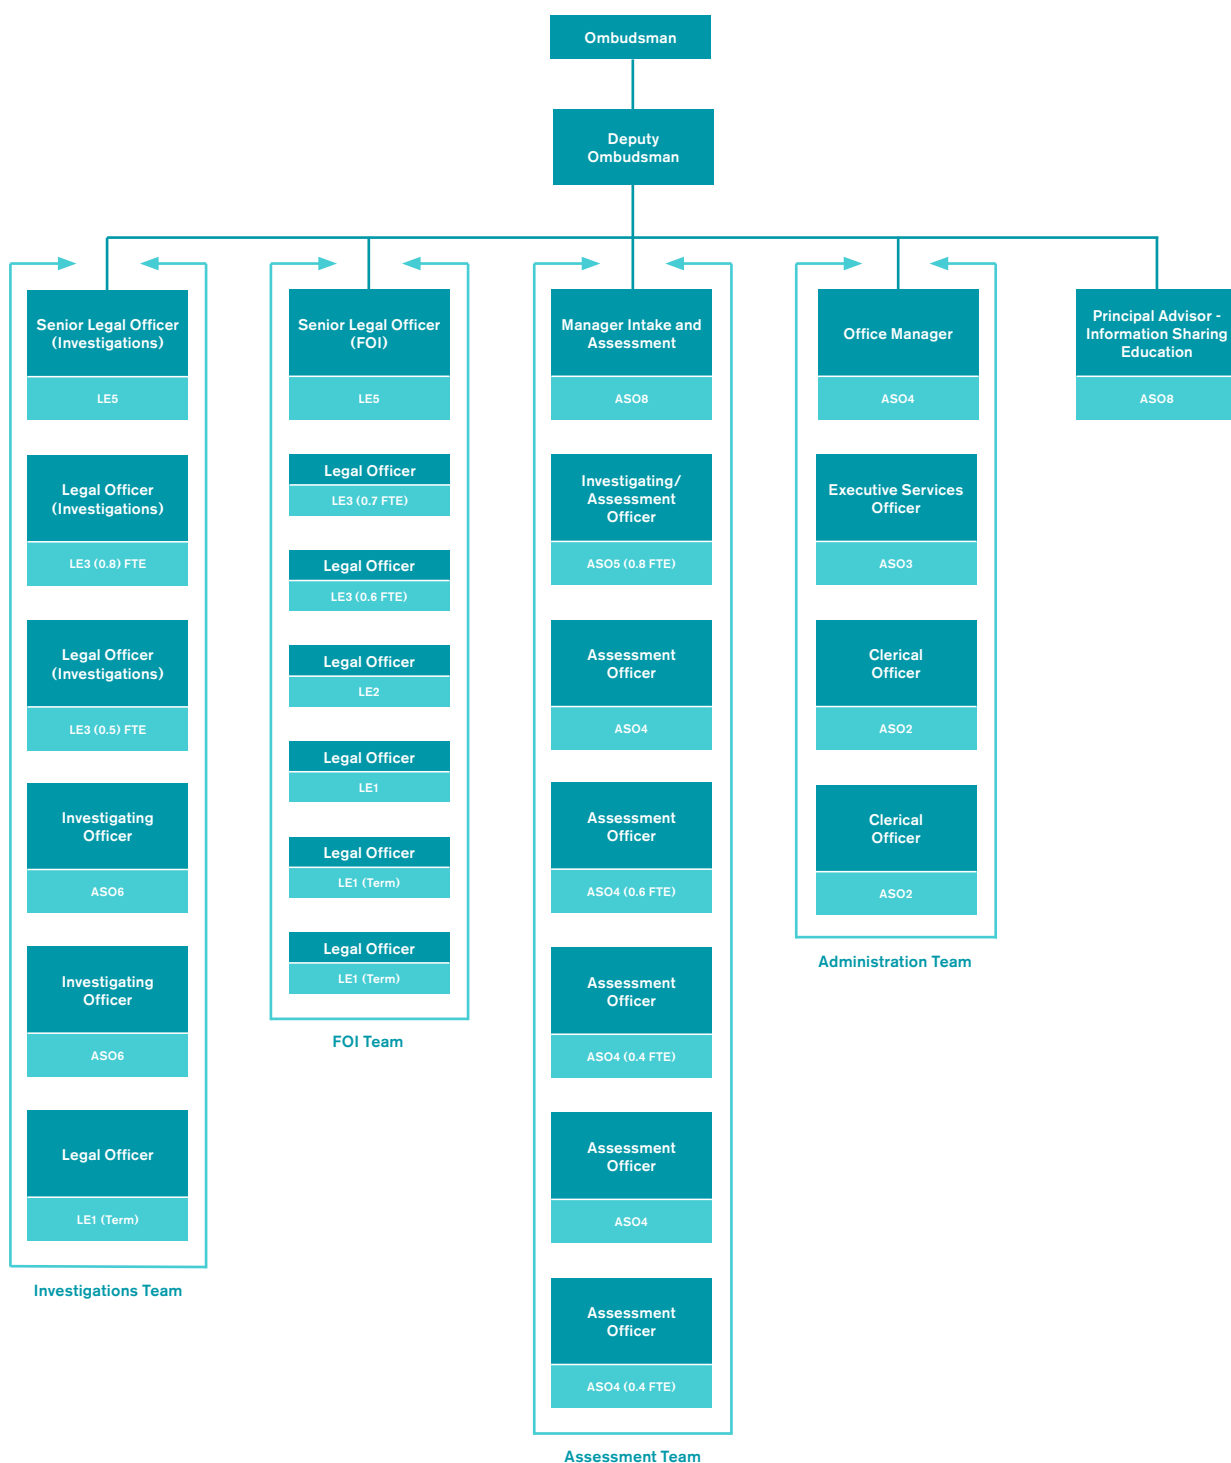 Ombudsman
Deputy
Ombudsman
Senior Legal Officer
(Investigations)
LE5
Legal Officer
(Investigations)
LE3 (0.8) FTE
Legal Officer
(Investigations)
LE3 (0.5) FTE
Investigating
Officer
ASO6
Investigating
Officer
ASO6
Legal Officer
LE1 (Term)
Investigations Team
Senior Legal Officer
(FOI)
LE5
Legal Officer
LE3 (0.7 FTE)
Legal Officer
LE3 (0.6 FTE)
Legal Officer
LE2
Legal Officer
LE1
Legal Officer
LE1 (Term)
Legal Officer
LE1 (Term)
FOI Team
Manager Intake and
Assessment
ASO8
Investigating/
Assessment
Officer
ASO5 (0.8 FTE)
Assessment
Officer
ASO4
Assessment
Officer
ASO4 (0.6 FTE)
Assessment
Officer
ASO4 (0.4 FTE)
Assessment
Officer
ASO4
Assessment
Officer
ASO4 (0.4 FTE)
Assessment Team
Office Manager
ASO4
Executive Services
Officer
ASO3
Clerical
Officer
ASO2
Clerical
Officer
ASO2
Administration Team
Principal Advisor -
Information Sharing
Education
ASO8